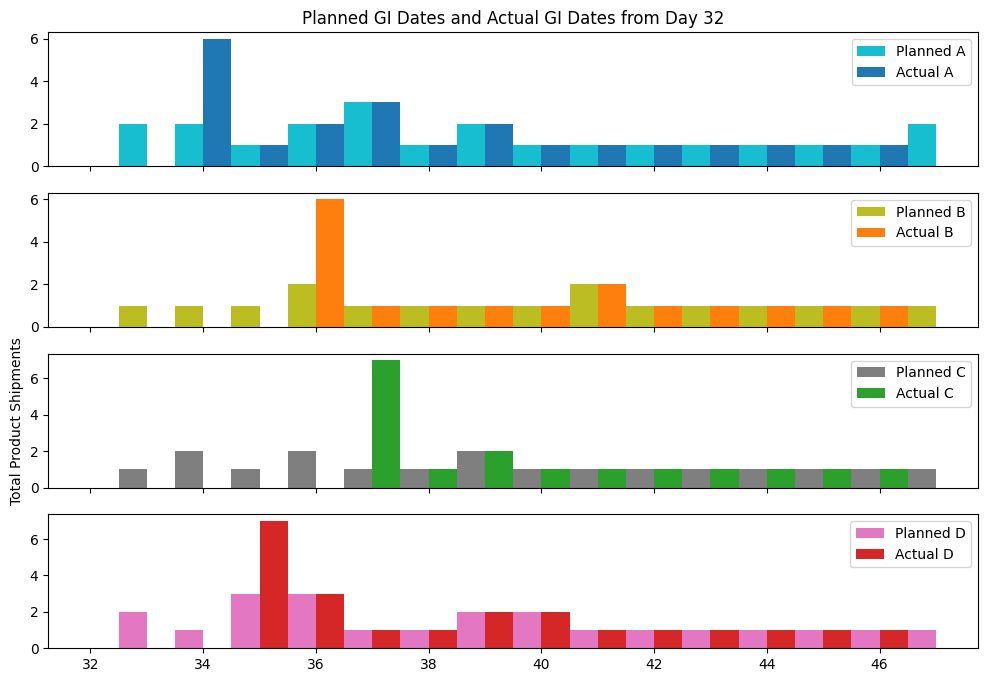 Planned GI Dates and Actual GI Dates from Day 32
6
4
2
0
Planned A
Actual A
6
4
2
0
Planned B
Actual B
Total Product Shipments
6
4
2
0
Planned C
Actual C
6
4
2
0
Planned D
Actual D
32 34 36 38 40 42 44 46